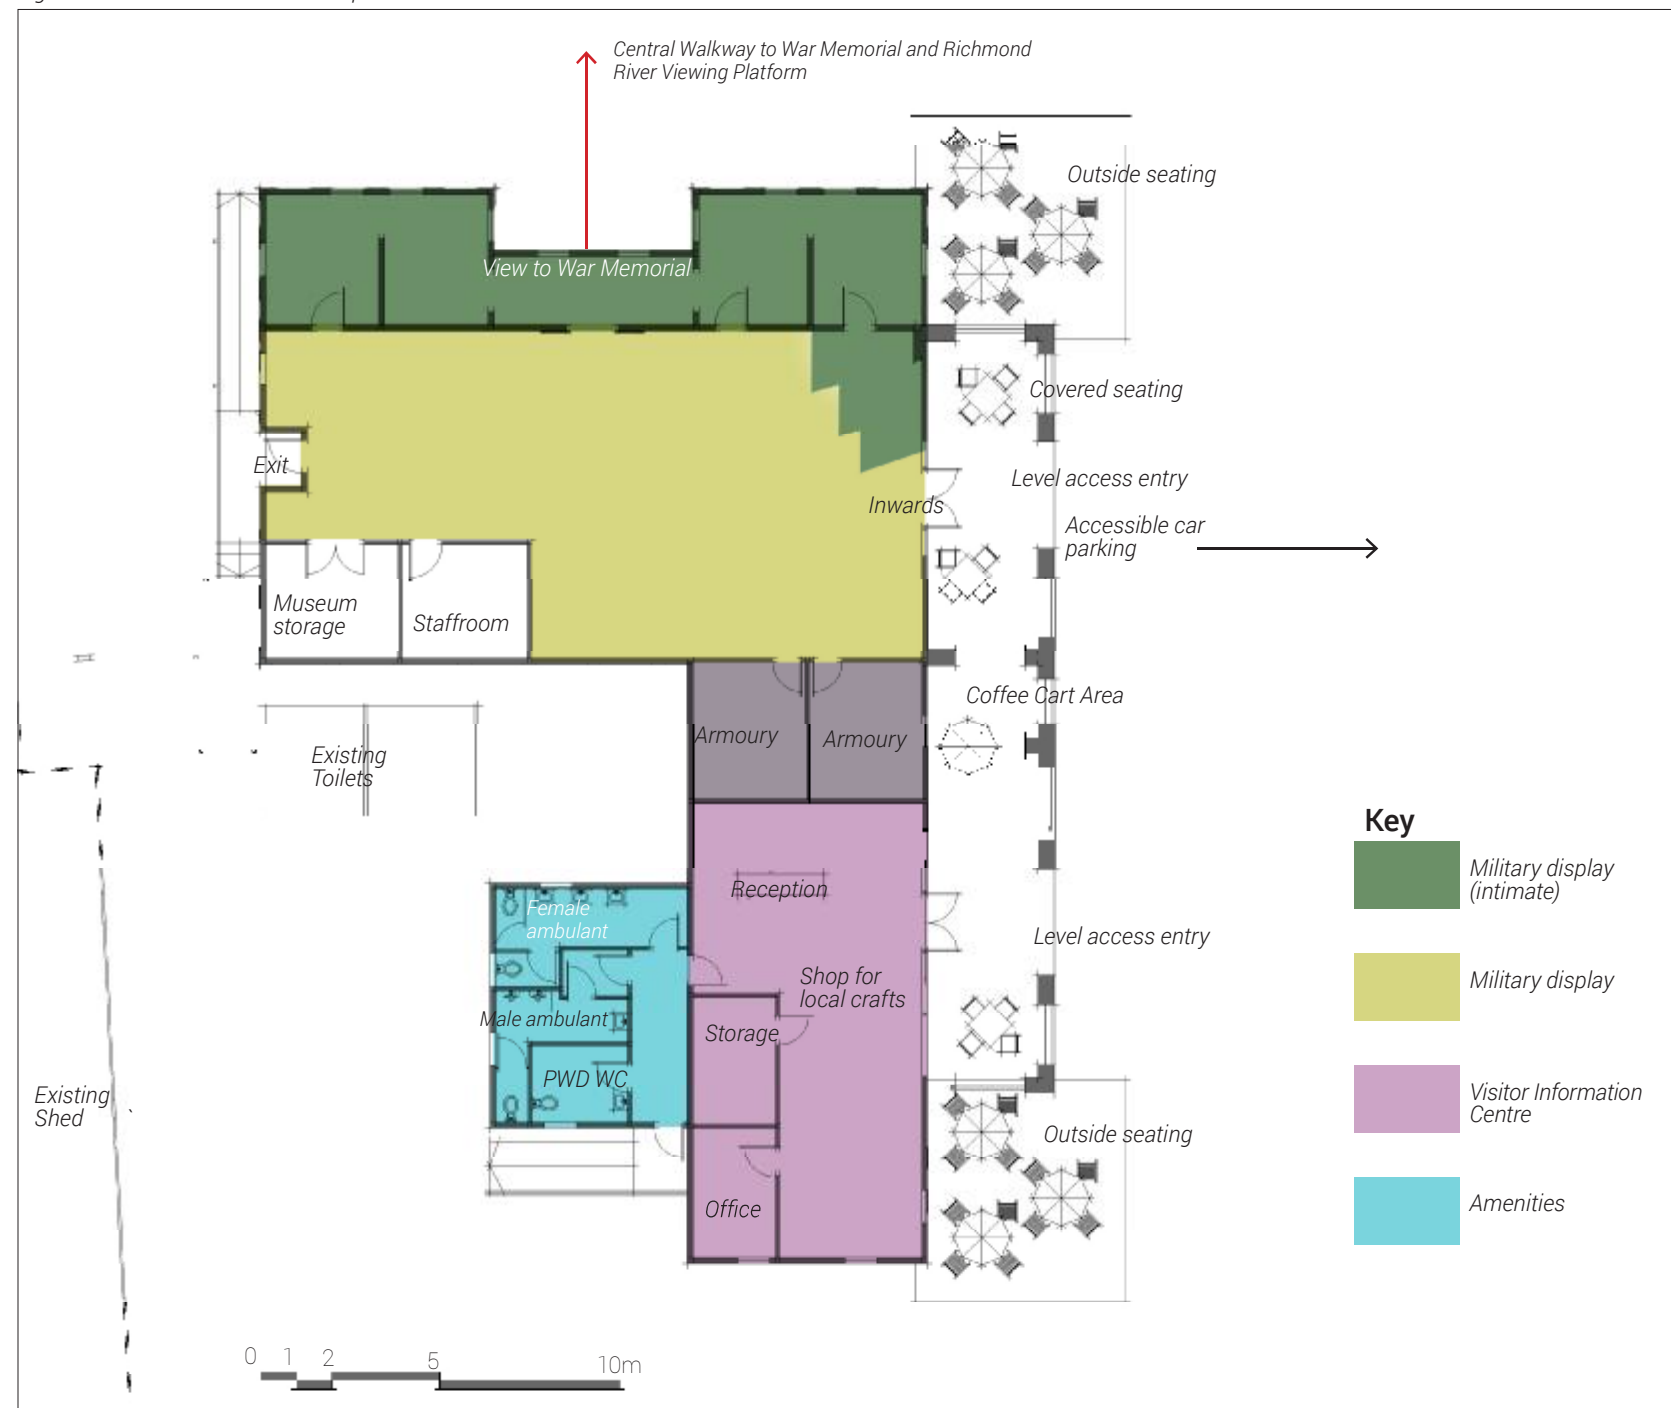 Central Walkway to War Memorial and Richmond
River Viewing Platform
Outside seating
View to War Memorial
Covered seating
Exit
Level access entry
Inwards
Accessible car
parking
Museum
storage
Staffroom
Coffee Cart Area
Armoury
Armoury
Existing
Toilets
Key
Military display
(intimate)
Reception
Female
ambulant
Level access entry
Shop for
local crafts
Military display
Male ambulant
Storage
PWD WC
Existing
Shed
Visitor Information
Centre
Outside seating
Office
Amenities
0 1 2 5 10m